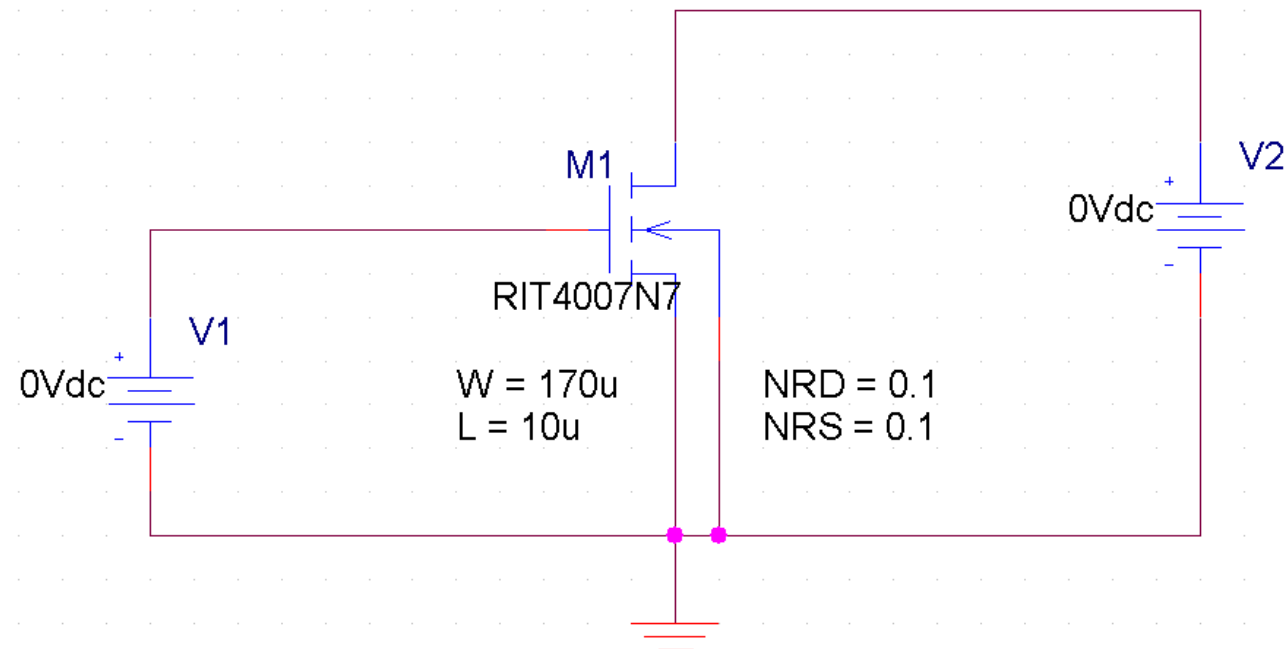 M1
V2
+
0Vdc
-
RIT4007N7
V1
+
0Vdc
-
W = 170u
L = 10u
NRD = 0.1
NRS = 0.1